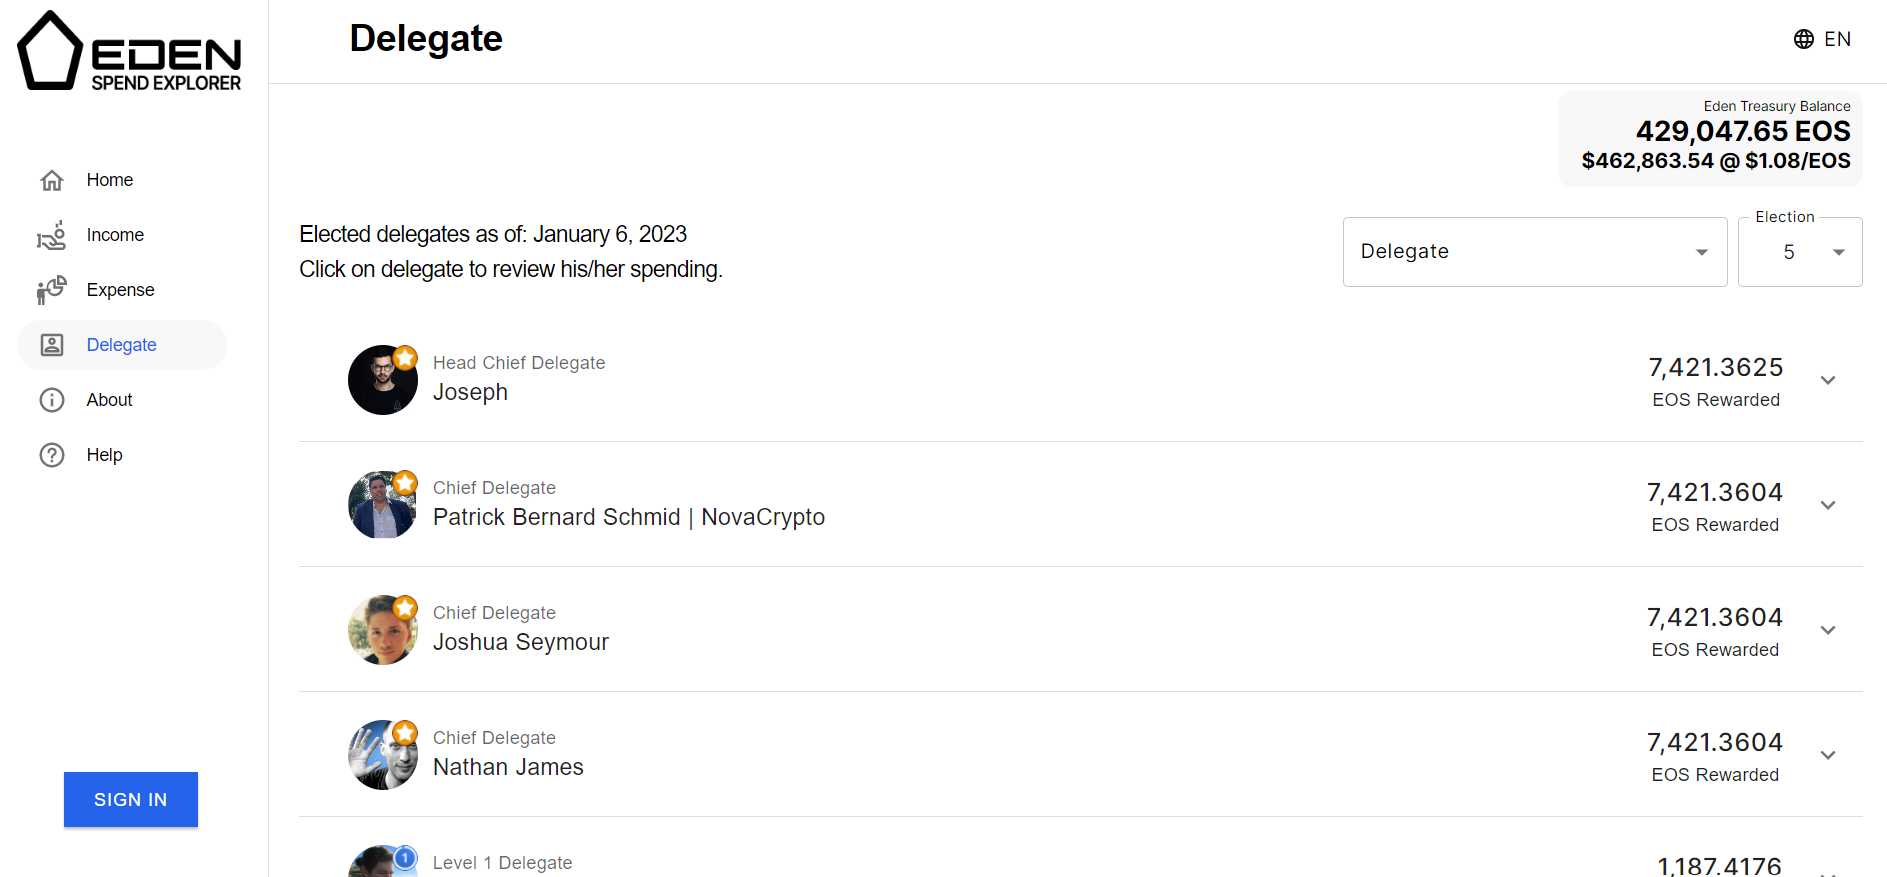 EDEN
SPEND EXPLORER
Home
Income
Expense
Delegate
About
Help
SIGN IN
Delegate
EN
Eden Treasury Balance
429,047.65 EOS
$462,863.54 @ $1.08/EOS
Elected delegates as of: January 6, 2023
Click on delegate to review his/her spending.
Delegate
Election
5
Head Chief Delegate
Joseph
7,421.3625
EOS Rewarded
Chief Delegate
Patrick Bernard Schmid | NovaCrypto
7,421.3604
EOS Rewarded
Chief Delegate
Joshua Seymour
7,421.3604
EOS Rewarded
Chief Delegate
Nathan James
7,421.3604
EOS Rewarded
1
Level 1 Delegate
1,187.4176